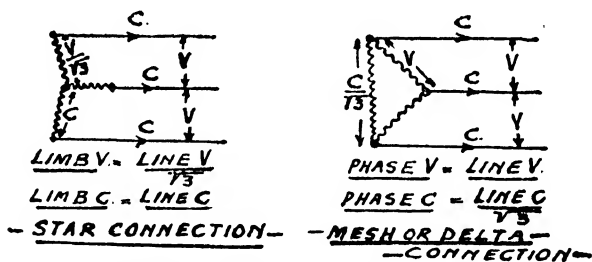 C.
V/√3
V
C
V
C
C
LIMB V. = LINE V/√3
LIMB C. = LINE C
- STAR CONNECTION -
C
V
V
C/√3
C
V
C.
PHASE V = LINE V.
PHASE C = LINE C/√3
- MESH OR DELTA -
- CONNECTION -